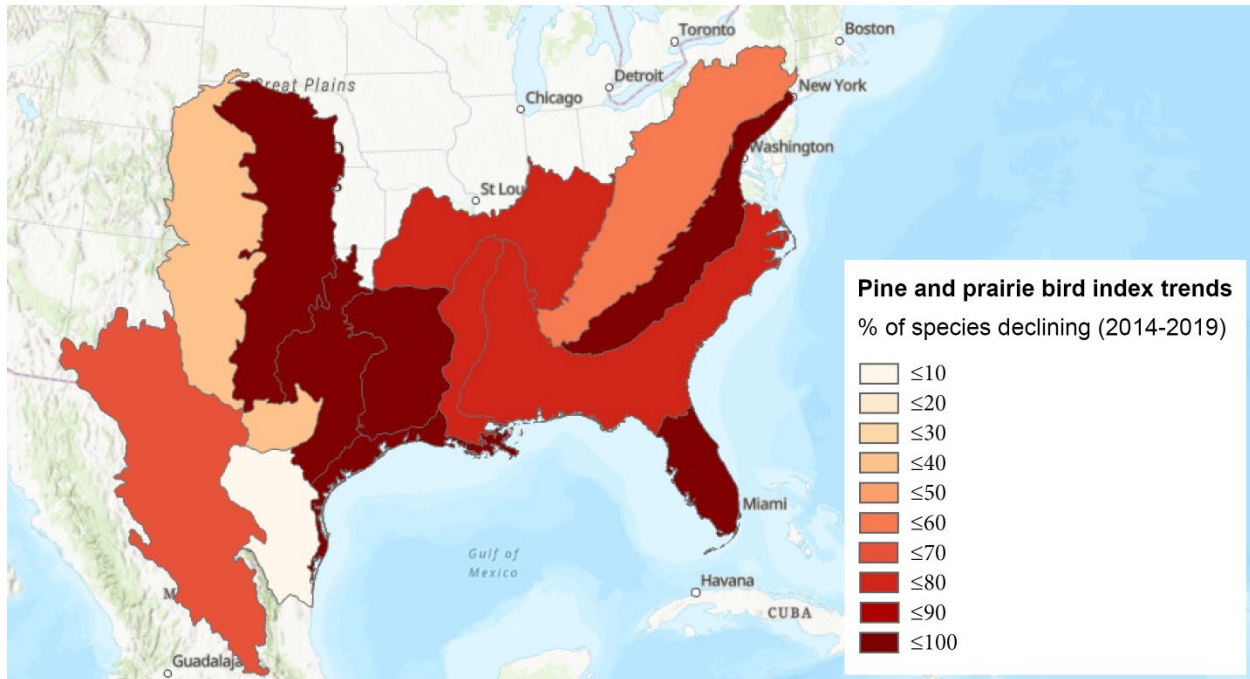 Toronto
Boston
Great Plains
Detroit
Chicago
New York
Washington
St Lou
Pine and prairie bird index trends
% of species declining (2014-2019)
≤10
≤20
≤30
≤40
≤50
≤60
≤70
≤80
≤90
≤100
Miami
Gulf of
Mexico
Havana
CUBA
M
Guadalaja